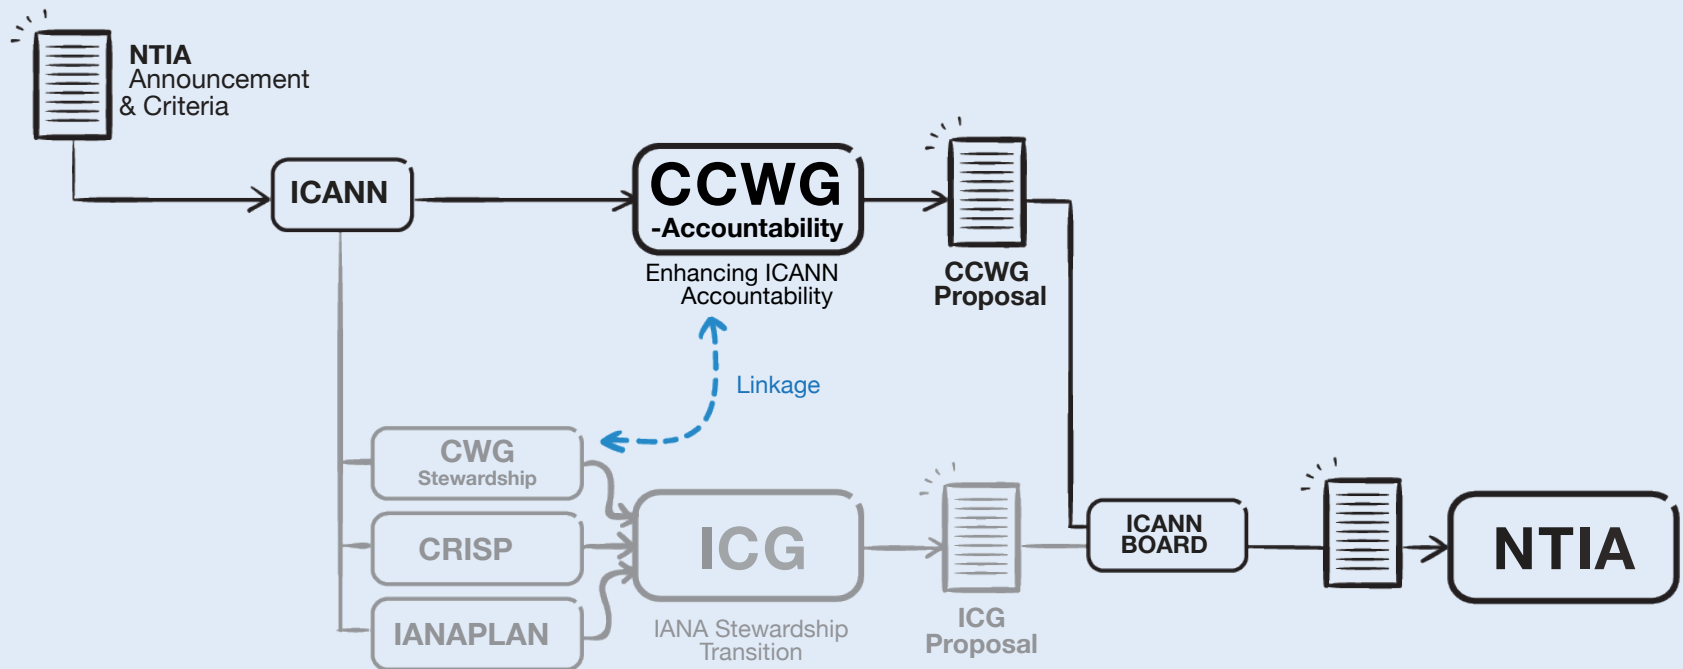 NTIA
Announcement
& Criteria
ICANN
CCWG
-Accountability
Enhancing ICANN
Accountability
CCWG
Proposal
Linkage
CWG
Stewardship
CRISP
IANAPLAN
ICG
IANA Stewardship
Transition
ICG
Proposal
ICANN
BOARD
NTIA